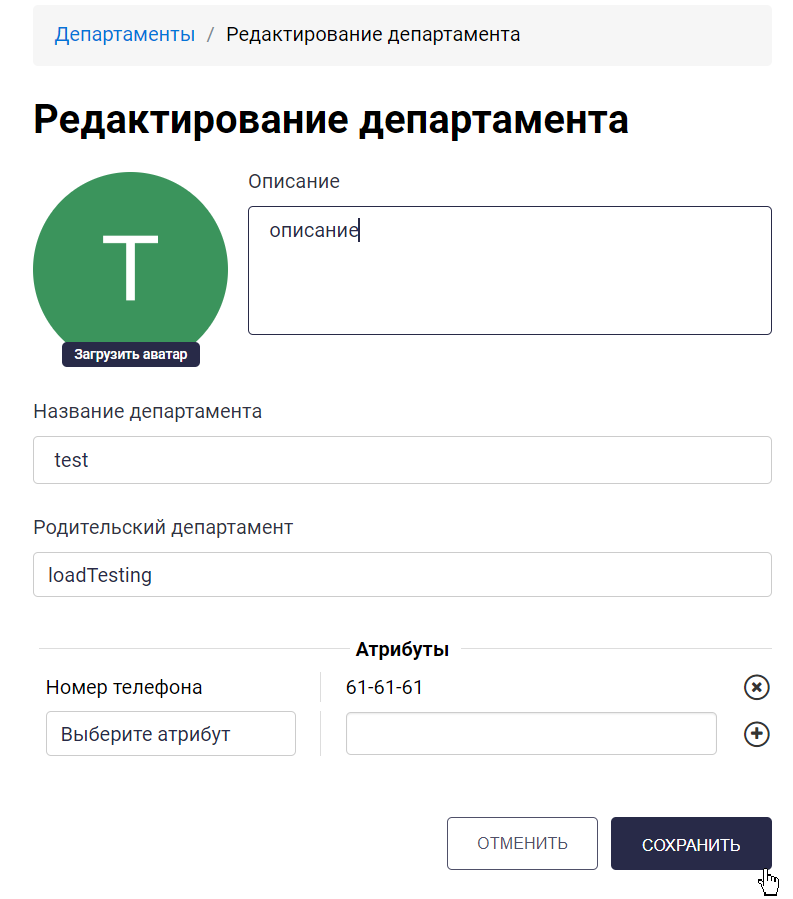 Департаменты / Редактирование департамента
Редактирование департамента
Т
Загрузить аватар
Описание
описание
Название департамента
test
Родительский департамент
loadTesting
Атрибуты
Номер телефона 61-61-61
Выберите атрибут
ОТМЕНИТЬ СОХРАНИТЬ